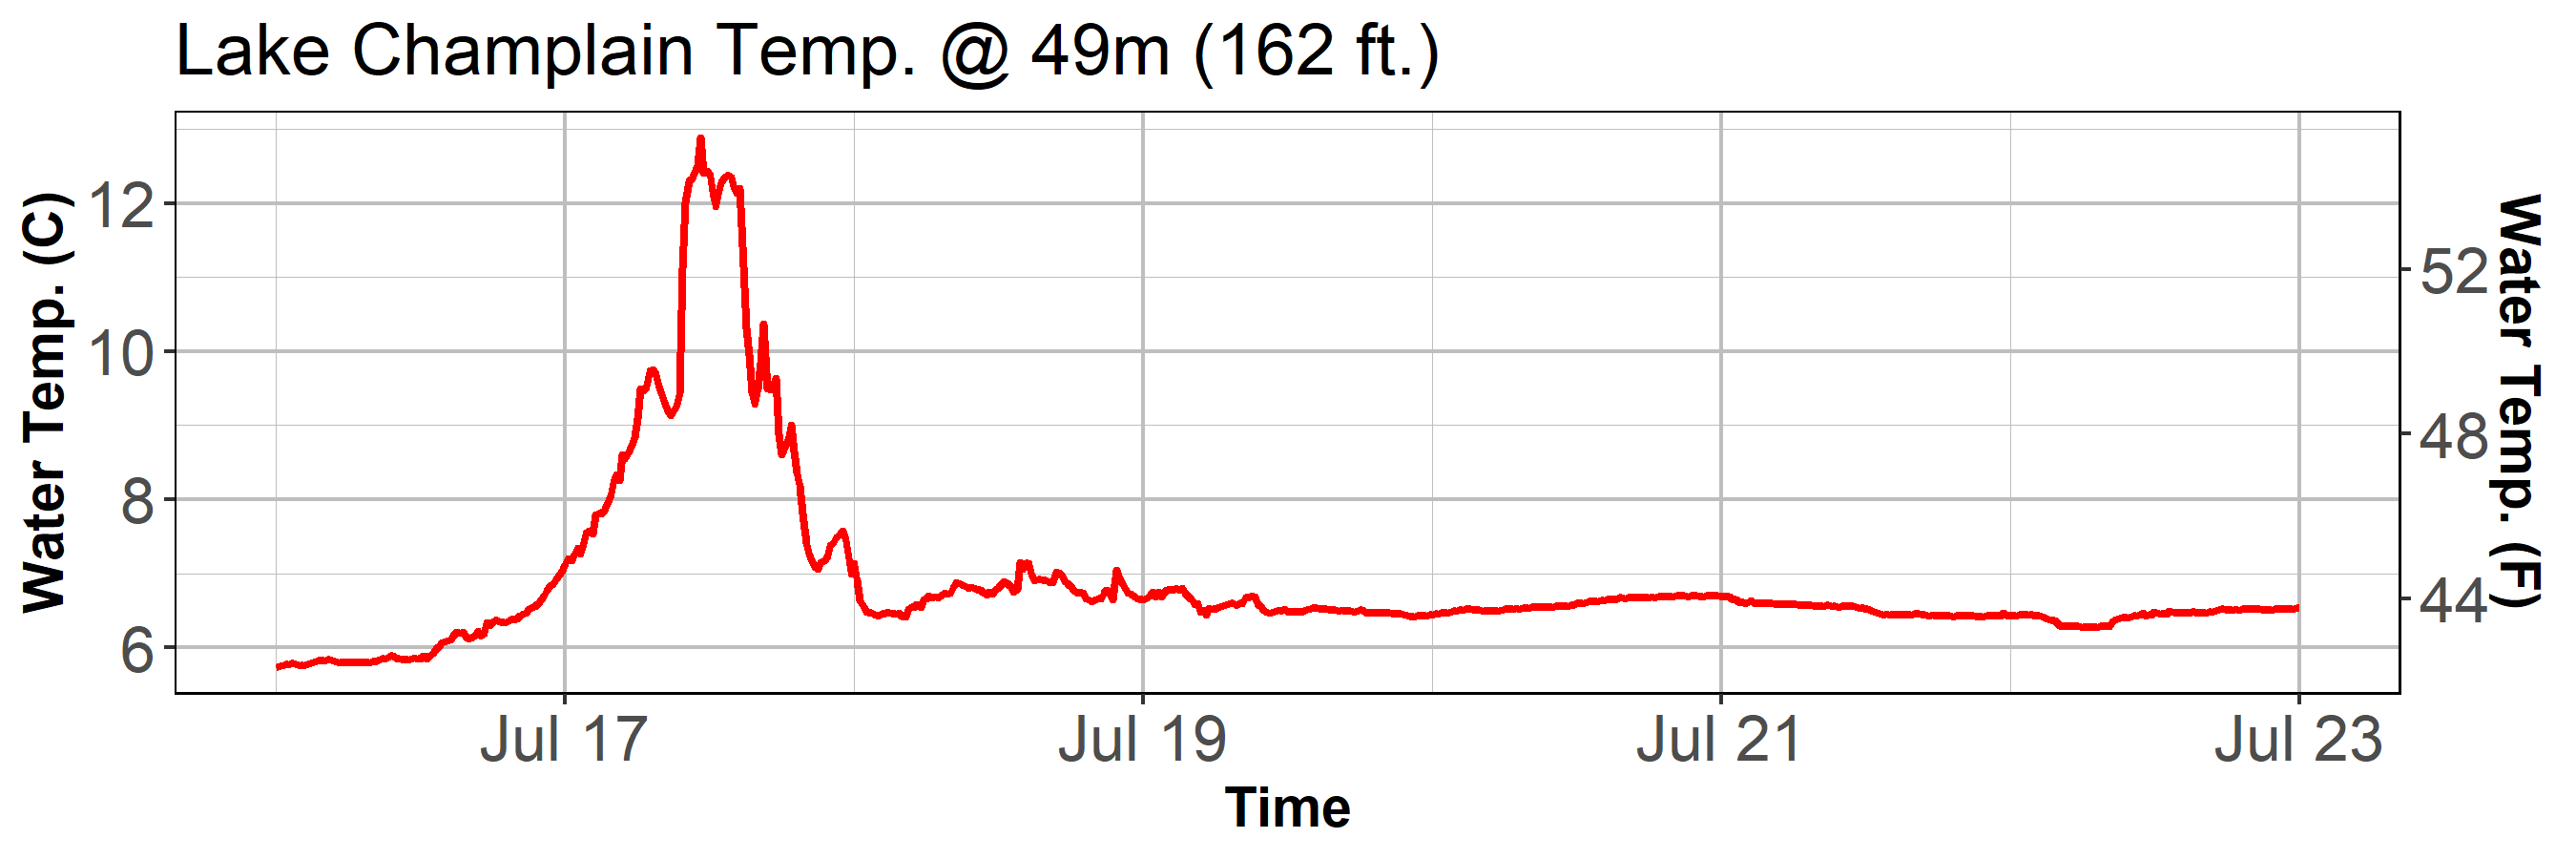 Lake Champlain Temp. @ 49m (162 ft.)
Water Temp. (C)
12
10
8
6
52
48
44
Water Temp. (F)
Jul 17
Jul 19
Jul 21
Jul 23
Time